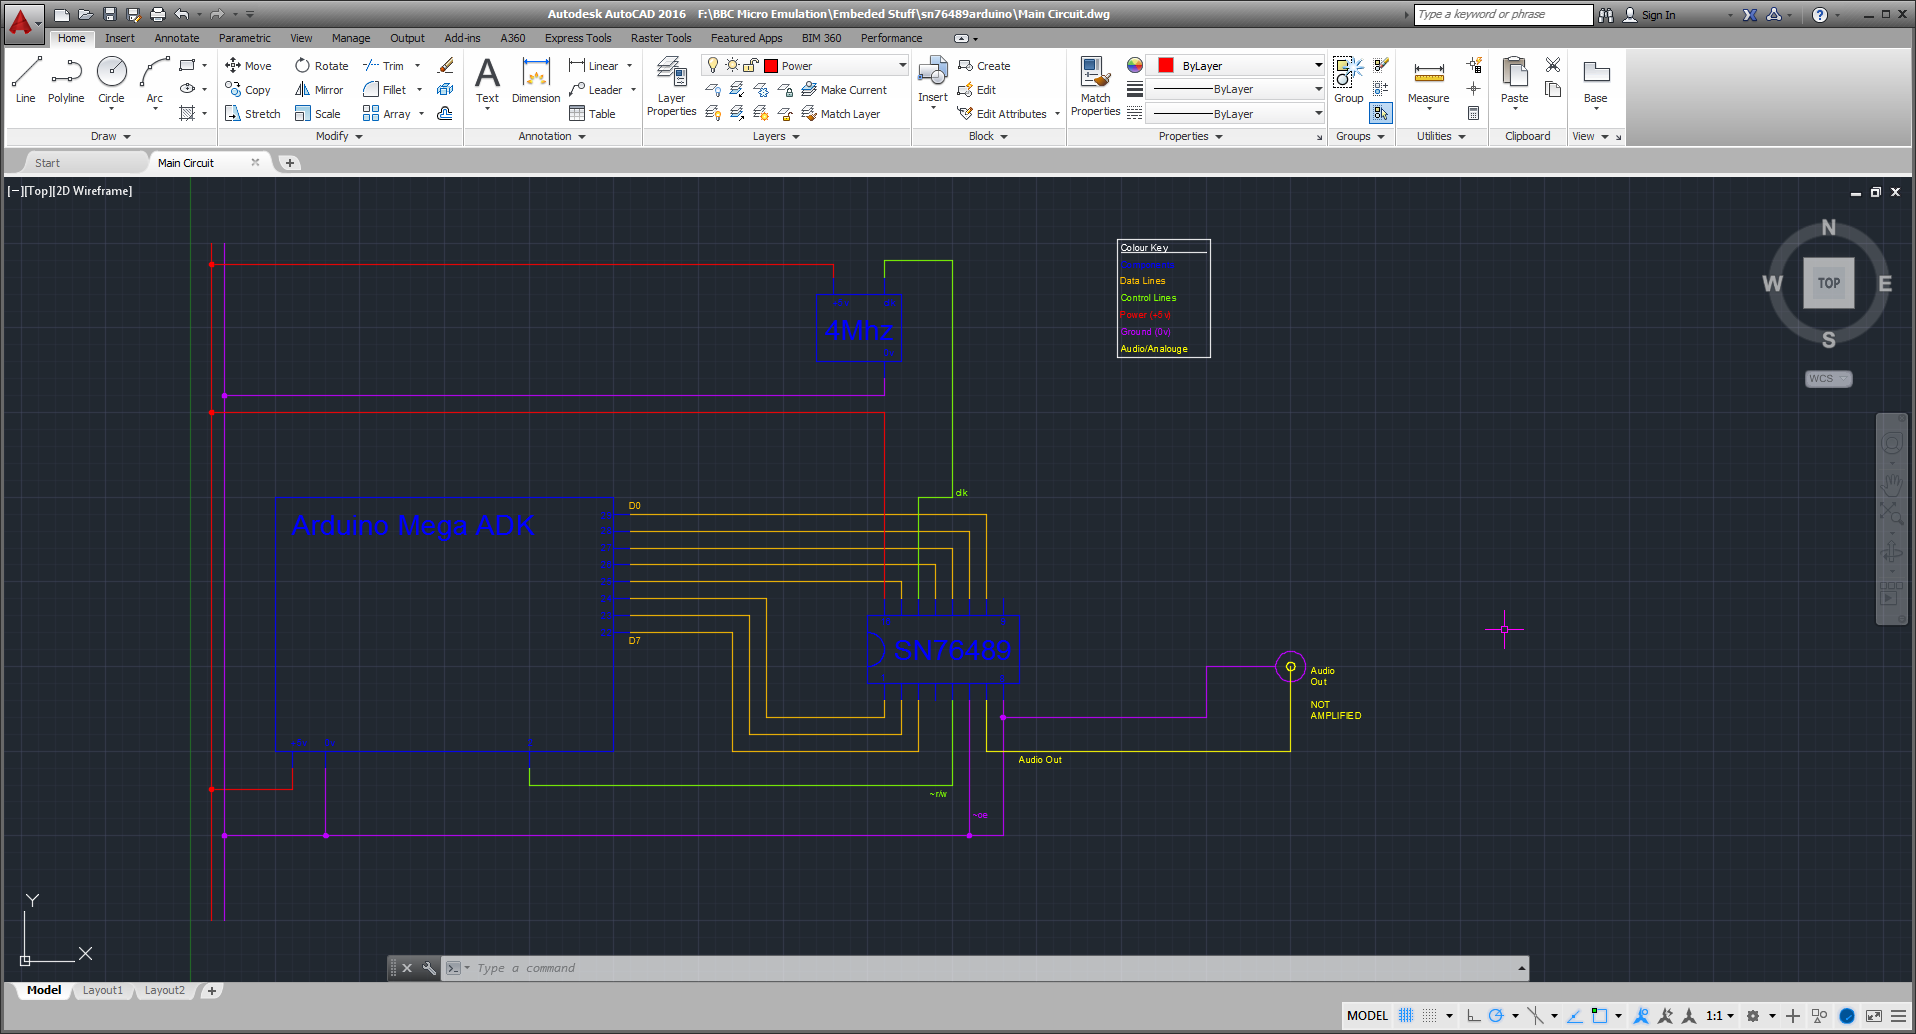 Autodesk AutoCAD 2016   F:\BBC Micro Emulation\Embeded Stuff\sn76489arduino\Main Circuit.dwg
Type a keyword or phrase
Sign In
Home Insert Annotate Parametric View Manage Output Add-ins A360 Express Tools Raster Tools Featured Apps BIM 360 Performance
Line Polyline Circle Arc
Draw
Move Rotate Trim
Copy Mirror Fillet
Stretch Scale Array
Modify
Text Dimension
Linear
Leader
Table
Annotation
Layer
Properties
Power
Make Current
Match Layer
Layers
Insert
Create
Edit
Edit Attributes
Block
Match
Properties
ByLayer
ByLayer
ByLayer
Properties
Group
Groups
Measure
Utilities
Paste
Clipboard
Base
View
Start
Main Circuit
[−][Top][2D Wireframe]
Colour Key
Data Lines
Control Lines
Power (+5v)
Ground (0v)
Audio/Analouge
N
W TOP E
S
WCS
4Mhz
clk
Arduino Mega ADK
D0
D7
SN76489
Audio
Out
NOT
AMPLIFIED
Audio Out
~r/w
~ce
Y
X
Type a command
Model Layout1 Layout2
MODEL
1:1